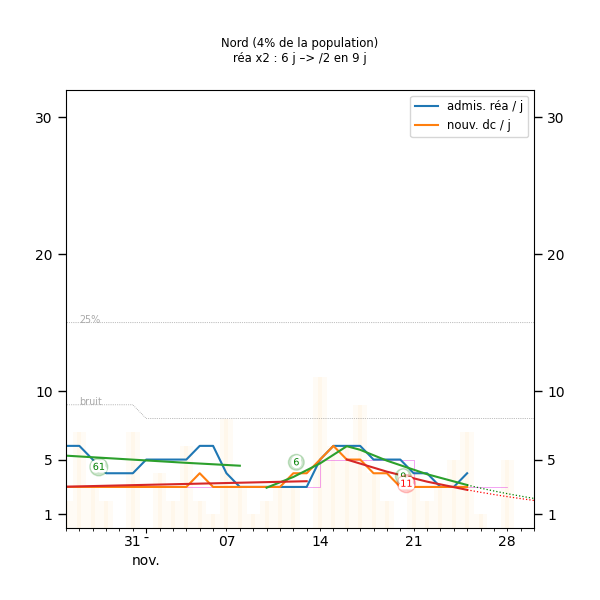 Nord (4% de la population)
réa x2 : 6 j –> /2 en 9 j
admis. réa / j
nouv. dc / j
30 30
20 20
25%
10 10
bruit
5 5
61 6 9 11
1 1
31 - 07 14 21 28
nov.